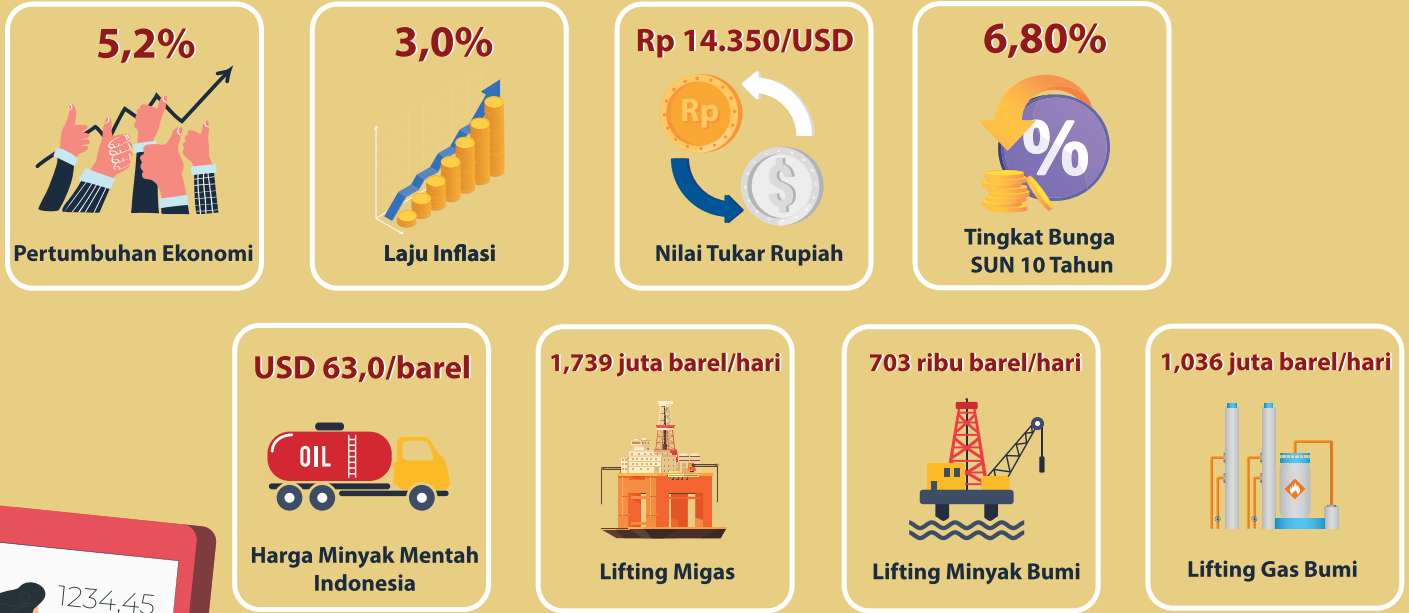 5,2%
Pertumbuhan Ekonomi
3,0%
Laju Inflasi
Rp 14.350/USD
Rp
$
Nilai Tukar Rupiah
6,80%
%
Tingkat Bunga
SUN 10 Tahun
USD 63,0/barel
OIL
Harga Minyak Mentah
Indonesia
1,739 juta barel/hari
Lifting Migas
703 ribu barel/hari
Lifting Minyak Bumi
1,036 juta barel/hari
Lifting Gas Bumi
1234,45